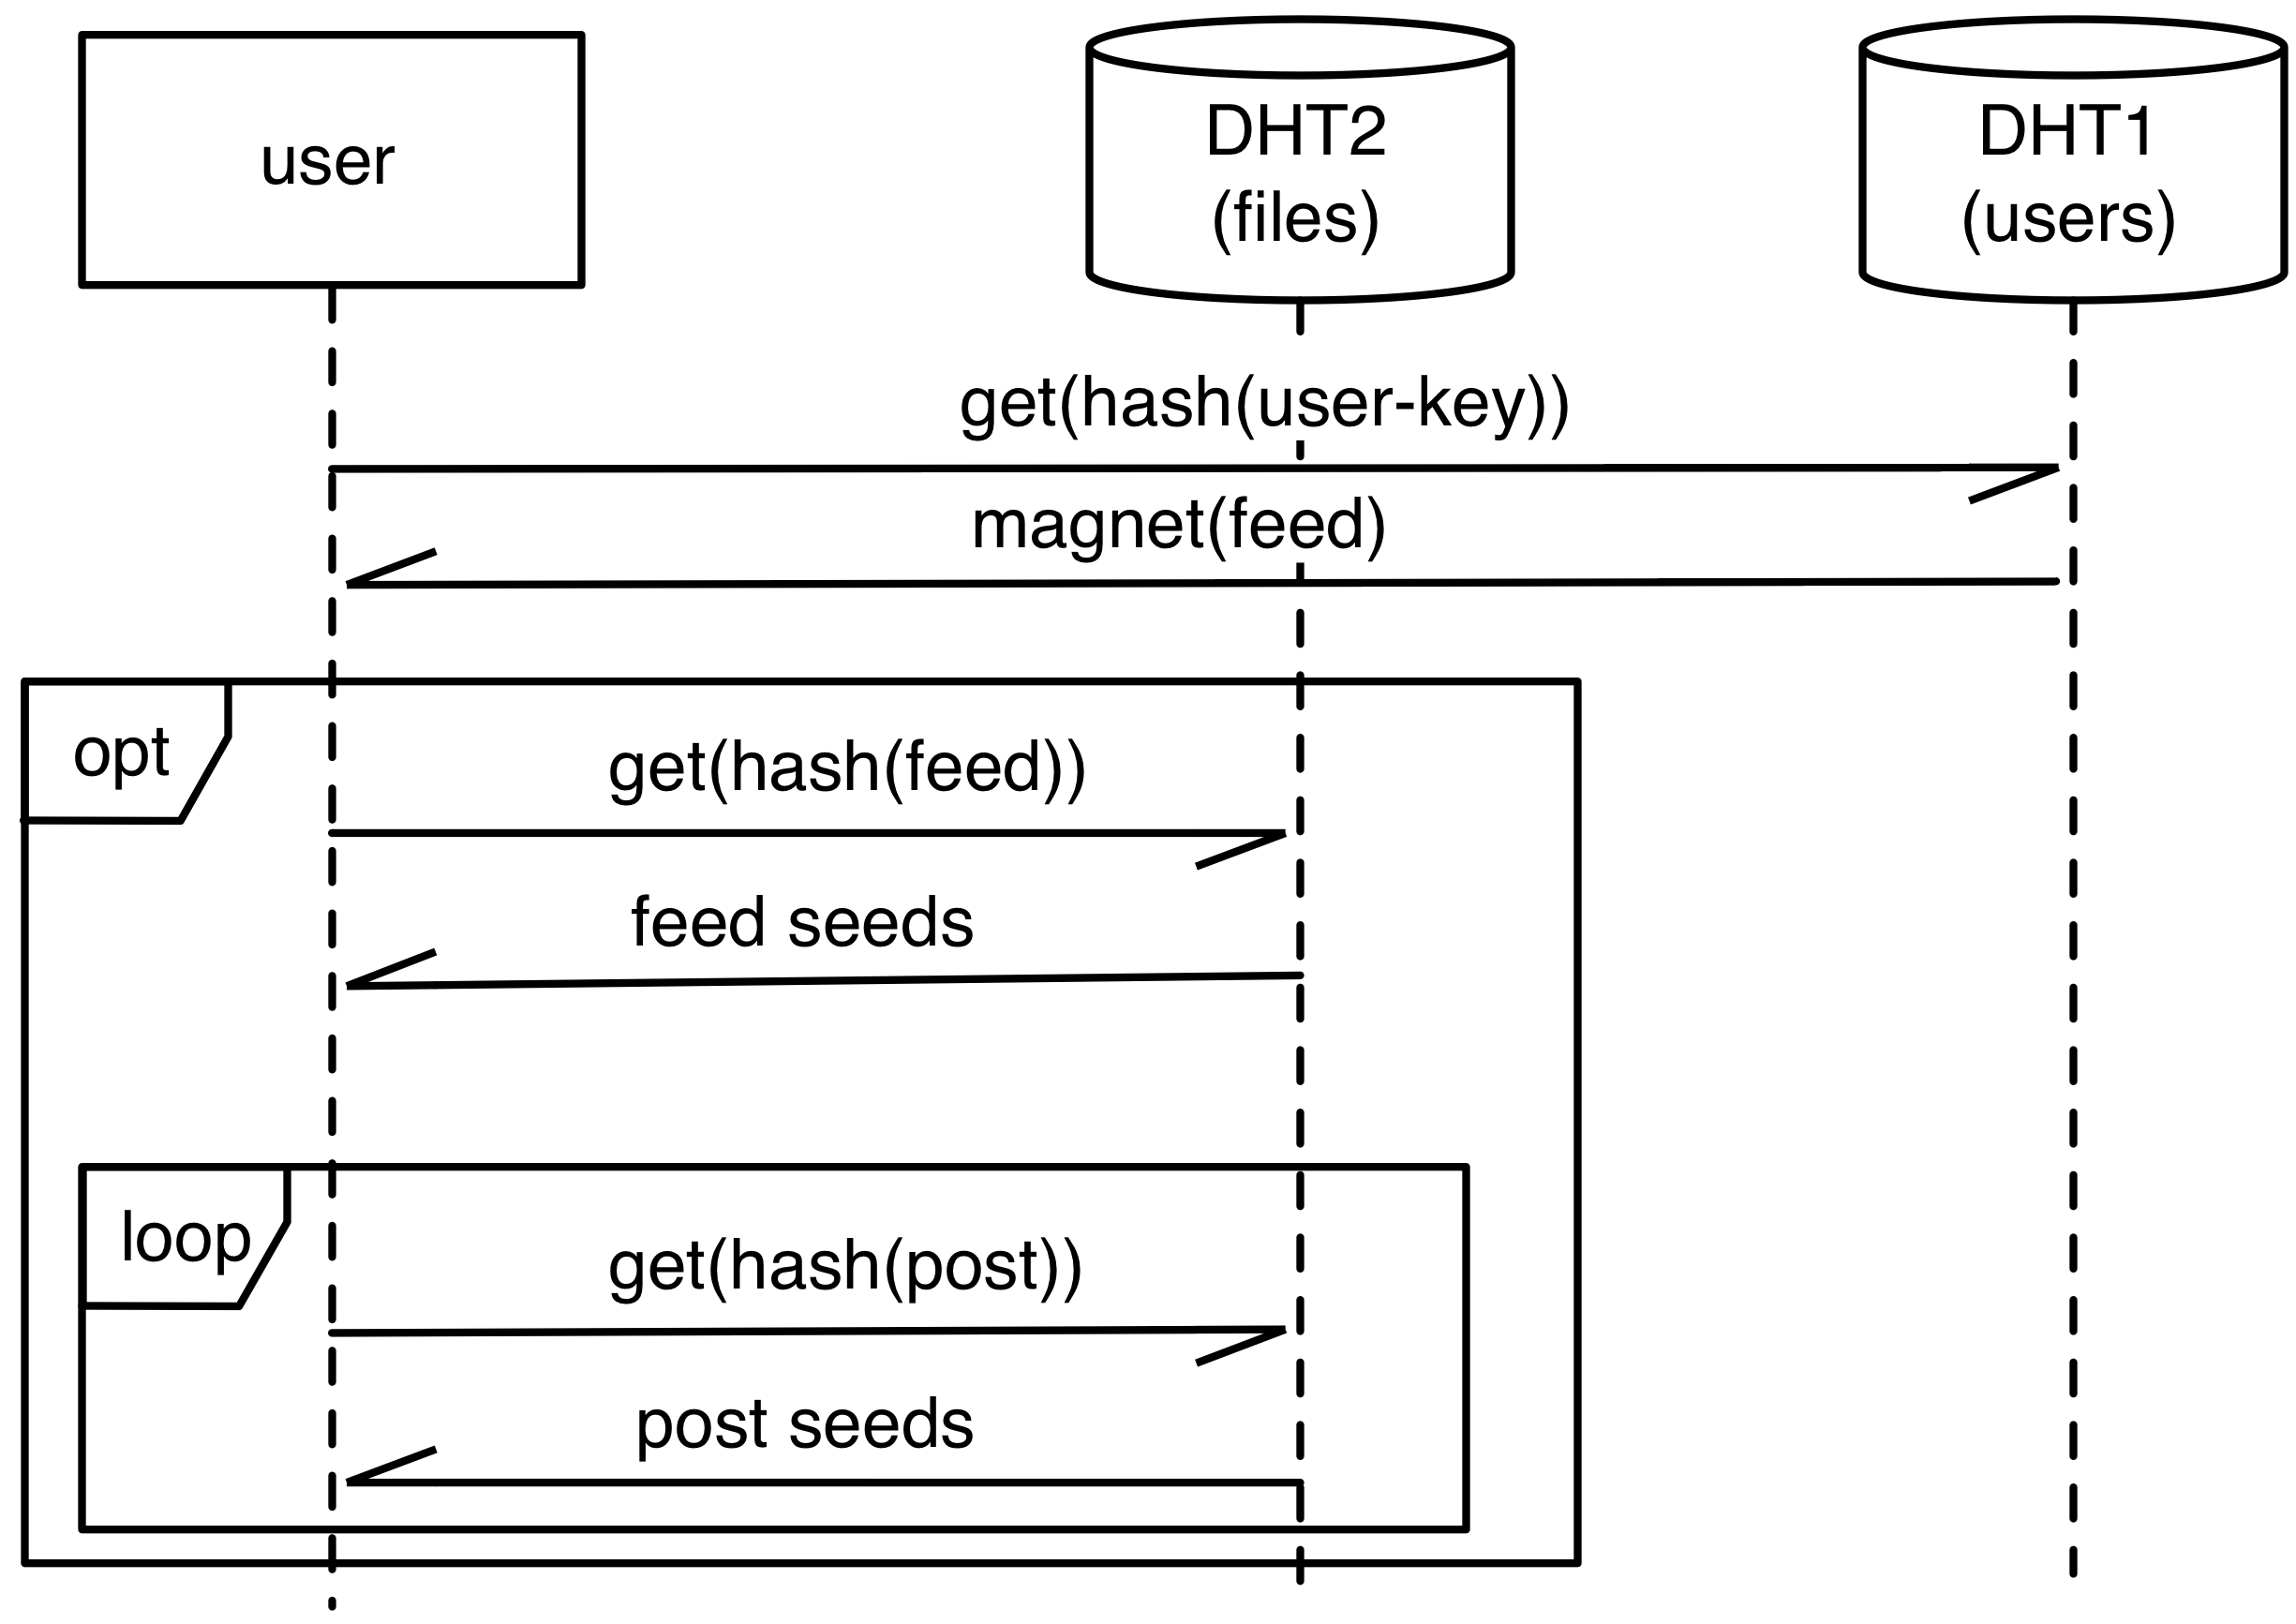 user
DHT2
(files)
DHT1
(users)
get(hash(user-key))
magnet(feed)
opt
get(hash(feed))
feed seeds
loop
get(hash(post))
post seeds